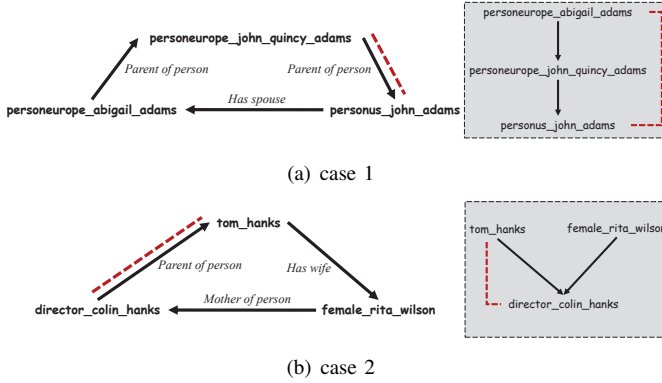 personeurope_abigail_adams
personeurope_john_quincy_adams
Parent of person
Parent of person
personeurope_john_quincy_adams
Has spouse
personeurope_abigail_adams
personus_john_adams
personus_john_adams
(a) case 1
tom_hanks
tom_hanks
female_rita_wilson
Parent of person
Has wife
Mother of person
director_colin_hanks
female_rita_wilson
director_colin_hanks
(b) case 2